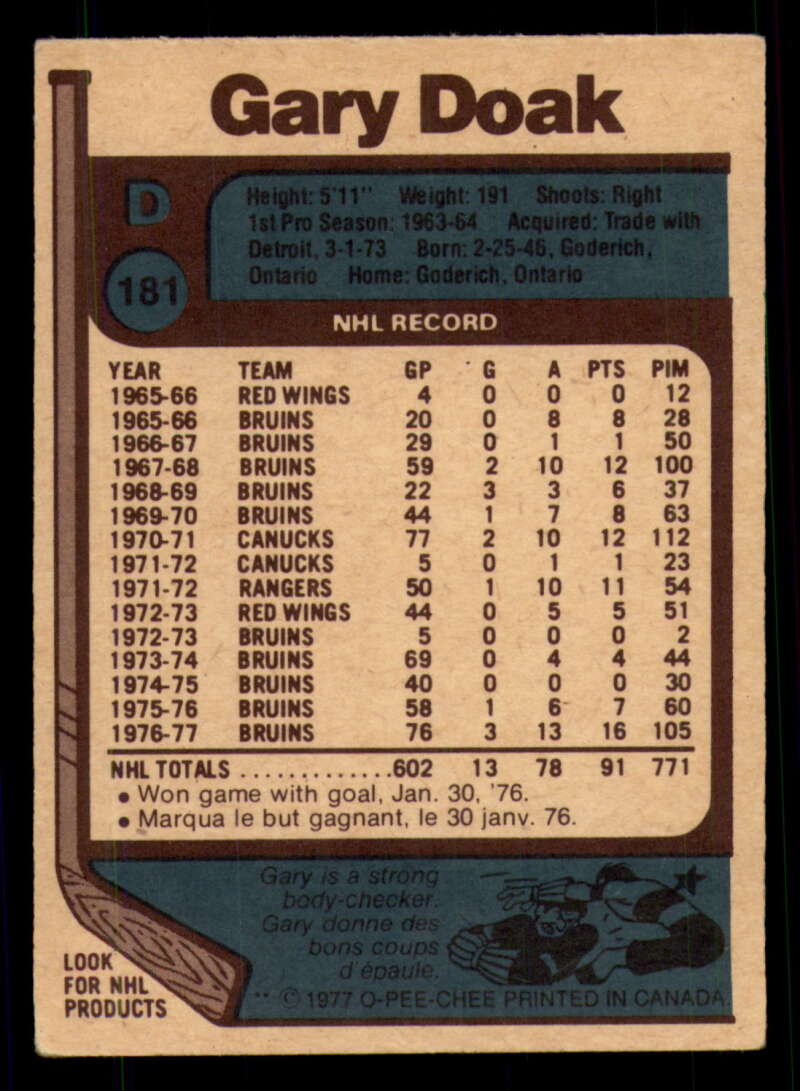 Gary Doak
D
181
Height: 5'11" Weight: 191 Shoots: Right
1st Pro Season: 1963-64 Acquired: Trade with
Detroit, 3-1-73 Born: 2-25-46, Goderich,
Ontario Home: Goderich, Ontario
NHL RECORD
YEAR TEAM GP G A PTS PIM
1965-66 RED WINGS 4 0 0 0 12
1965-66 BRUINS 20 0 8 8 28
1966-67 BRUINS 29 0 1 1 50
1967-68 BRUINS 59 2 10 12 100
1968-69 BRUINS 22 3 3 6 37
1969-70 BRUINS 44 1 7 8 63
1970-71 CANUCKS 77 2 10 12 112
1971-72 CANUCKS 5 0 1 1 23
1971-72 RANGERS 50 1 10 11 54
1972-73 RED WINGS 44 0 5 5 51
1972-73 BRUINS 5 0 0 0 2
1973-74 BRUINS 69 0 4 4 44
1974-75 BRUINS 40 0 0 0 30
1975-76 BRUINS 58 1 6 7 60
1976-77 BRUINS 76 3 13 16 105
NHL TOTALS .............602 13 78 91 771
• Won game with goal, Jan. 30, '76.
• Marqua le but gagnant, le 30 janv. 76.
Gary is a strong
body-checker.
Gary donne des
bons coups
d'épaule.
LOOK
FOR NHL
PRODUCTS
** © 1977 O-PEE-CHEE PRINTED IN CANADA.